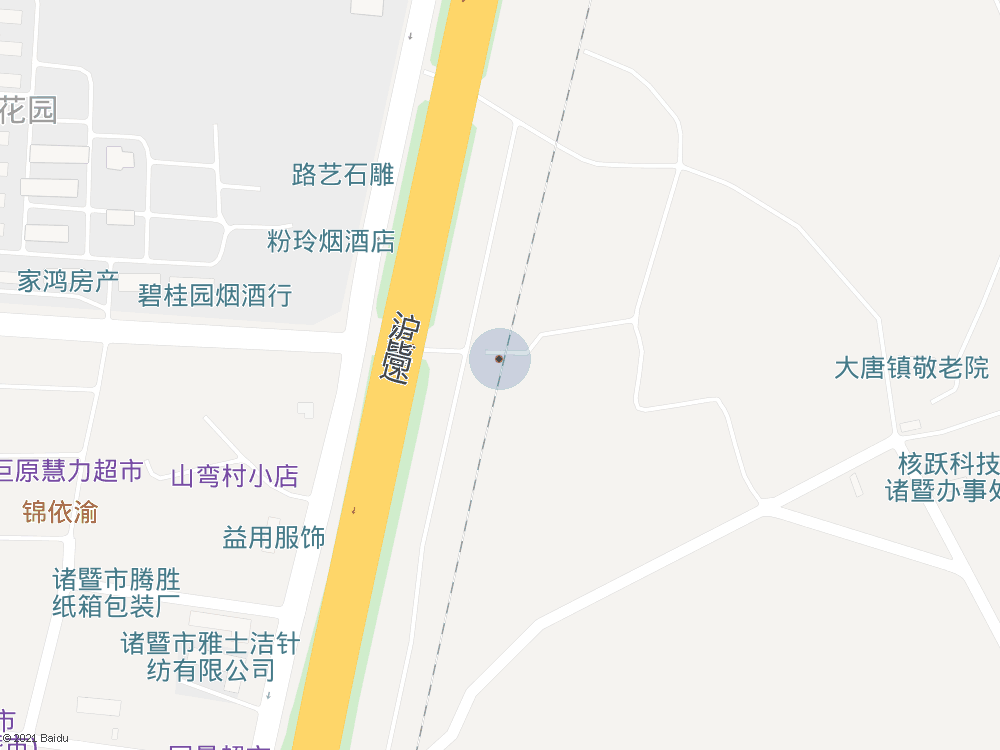 花园
路艺石雕
粉玲烟酒店
家鸿房产
碧桂园烟酒行
大唐镇敬老院
巨原慧力超市
山弯村小店
核跃科技
诸暨办事处
锦依渝
益用服饰
诸暨市腾胜
纸箱包装厂
诸暨市雅士洁针
纺有限公司
市
© 2021 Baidu